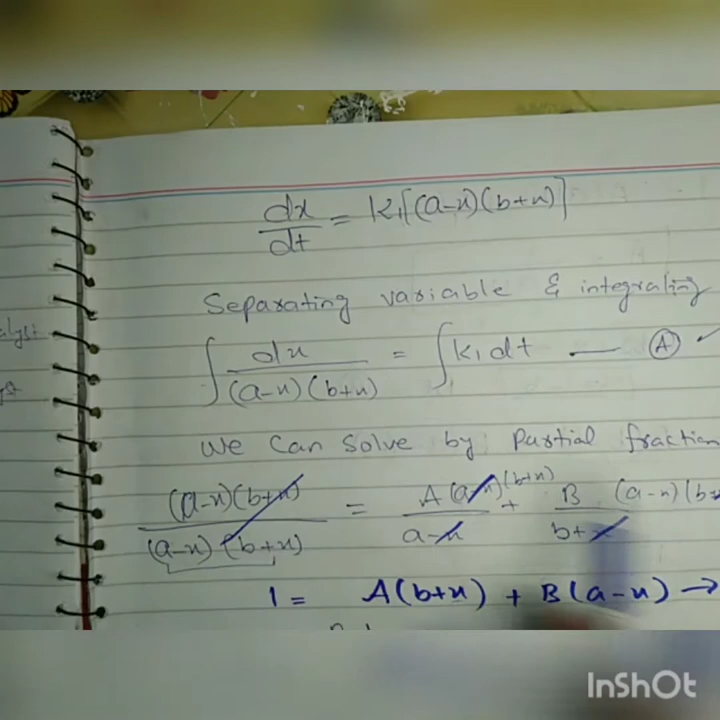 dx/dt = K₁[(a-x)(b+x)]
Separating variable & integrating
∫ dx/(a-x)(b+x) = ∫ K₁dt — Ⓐ
We Can Solve by Partial fraction
(a-x)(b+x)/(a-x)(b+x) = A(a-x)(b+x)/a-x + B (a-x)(b+x)/b+x
1 = A(b+x) + B(a-x) →
InShOt